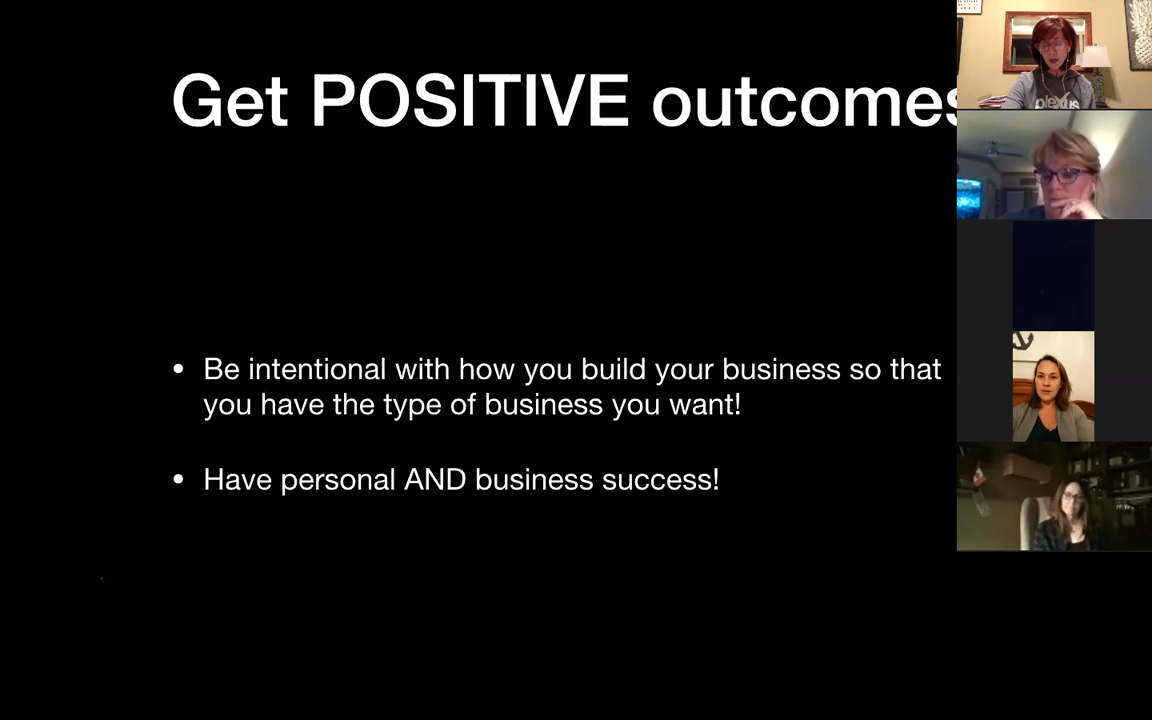 Get POSITIVE outcomes
• Be intentional with how you build your business so that
you have the type of business you want!
• Have personal AND business success!
plexus